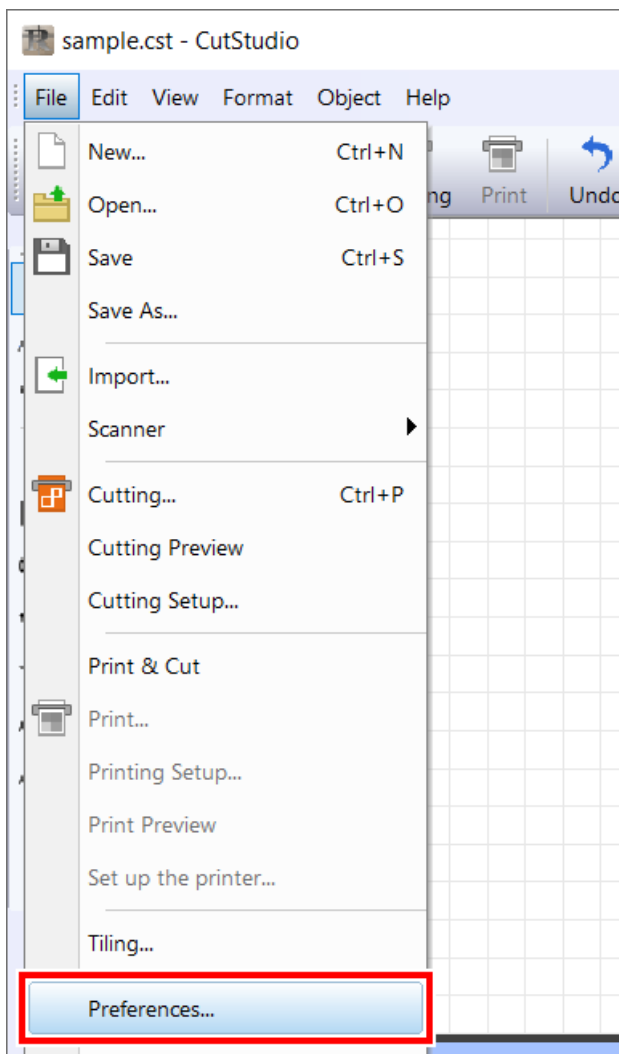 sample.cst - CutStudio
File Edit View Format Object Help
ng Print Undo
New... Ctrl+N
Open... Ctrl+O
Save Ctrl+S
Save As...
Import...
Scanner
Cutting... Ctrl+P
Cutting Preview
Cutting Setup...
Print & Cut
Print...
Printing Setup...
Print Preview
Set up the printer...
Tiling...
Preferences...